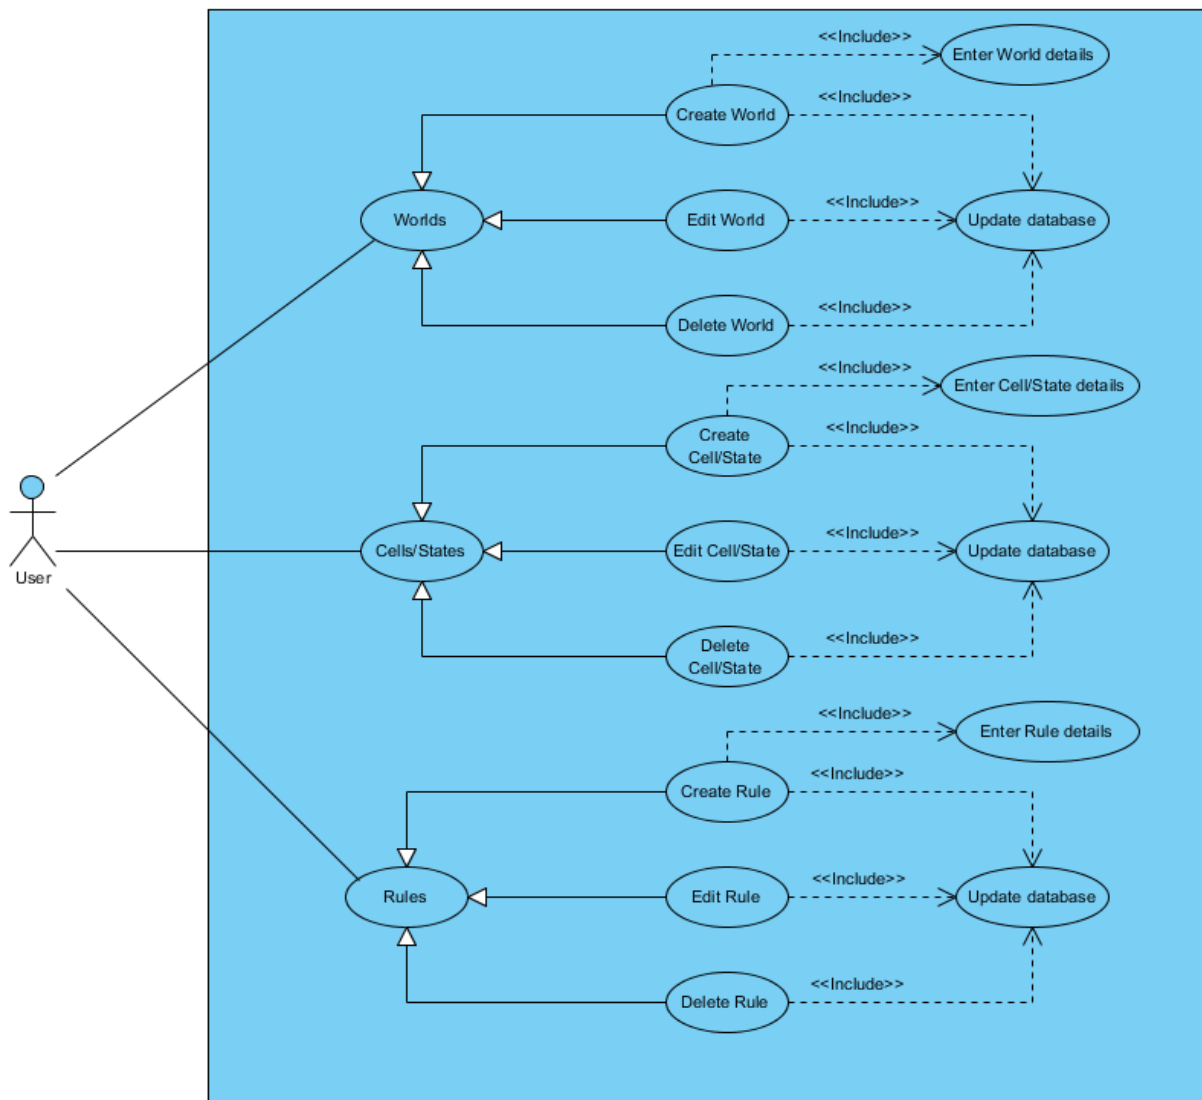 <<Include>>
Enter World details
Create World
<<Include>>
Worlds
Edit World
<<Include>>
Update database
Delete World
<<Include>>
<<Include>>
Enter Cell/State details
Create
Cell/State
<<Include>>
User
Cells/States
Edit Cell/State
<<Include>>
Update database
Delete
Cell/State
<<Include>>
<<Include>>
Enter Rule details
Create Rule
<<Include>>
Rules
Edit Rule
<<Include>>
Update database
Delete Rule
<<Include>>